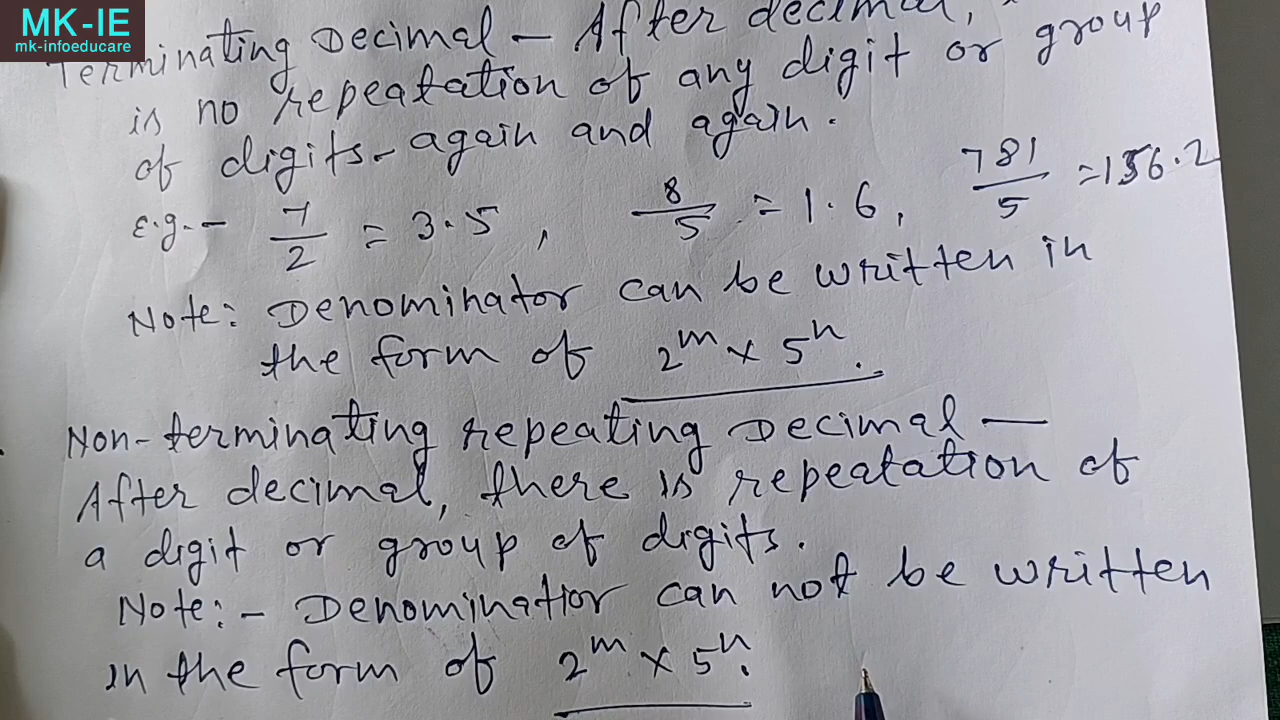 MK-IE
mk-infoeducare
Terminating Decimal - After decimal,
is no repeatation of any digit or group
of digits - again and again.
e.g. - 7/2 = 3.5, 8/5 = 1.6, 781/5 = 156.2
Note: Denominator can be written in
the form of 2^m x 5^n.
Non-terminating repeating Decimal —
After decimal, there is repeatation of
a digit or group of digits.
Note:- Denominatior can not be written
in the form of 2^m x 5^n.